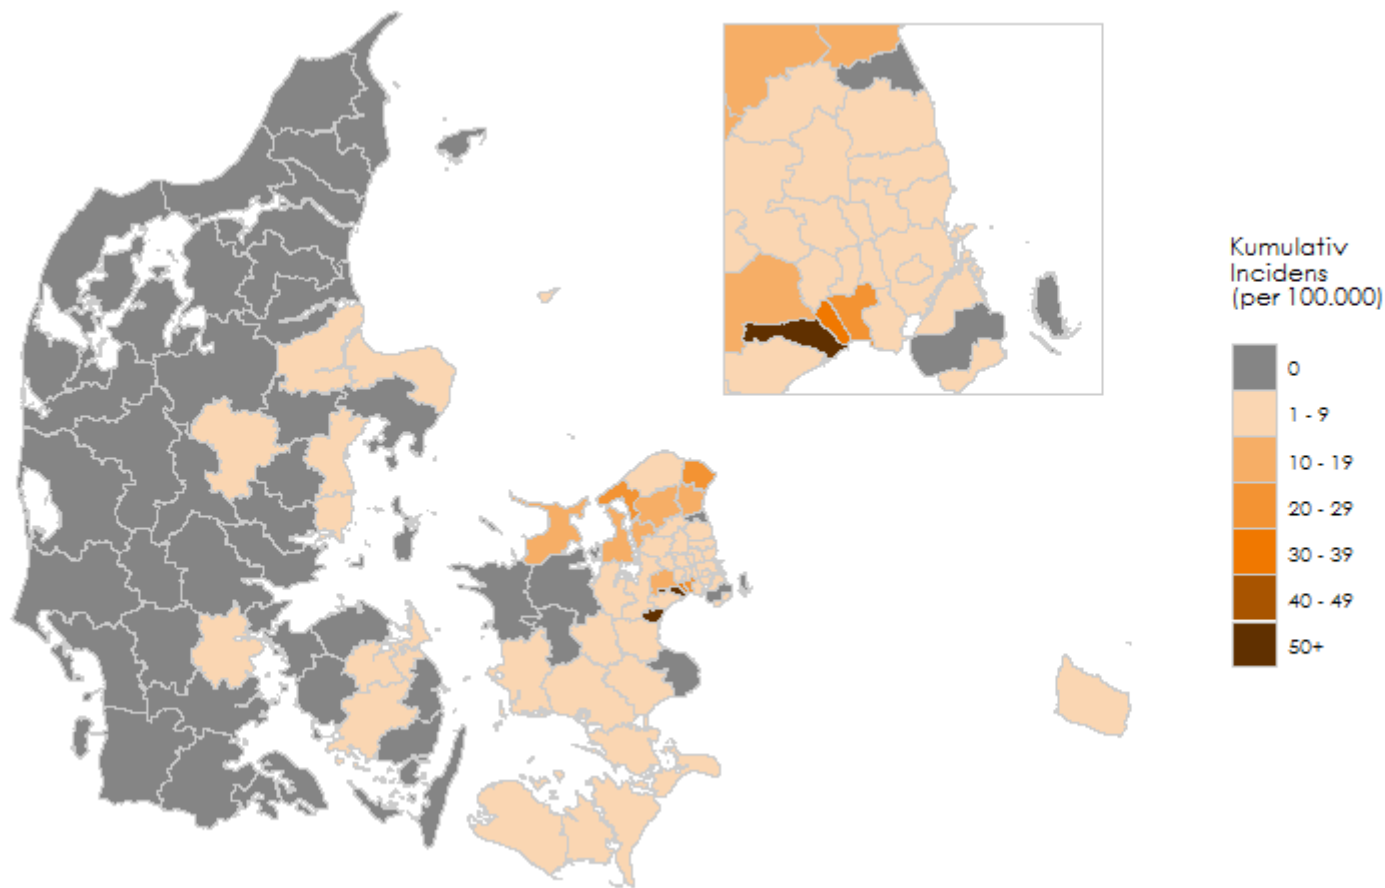 Kumulativ
Incidens
(per 100.000)
0
1 - 9
10 - 19
20 - 29
30 - 39
40 - 49
50+